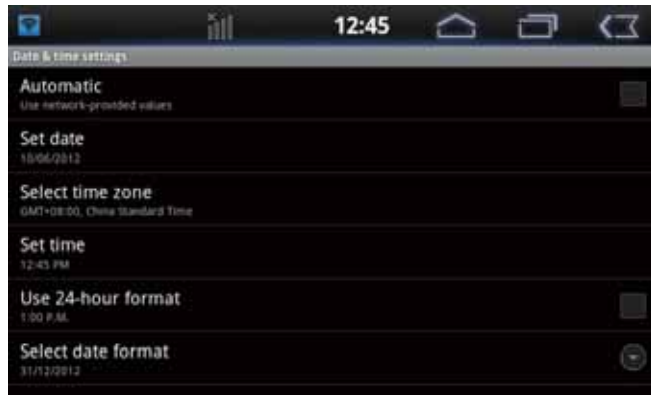 12:45
Date & time settings
Automatic
Use network-provided values
Set date
10/06/2012
Select time zone
GMT+08:00, China Standard Time
Set time
12:45 PM
Use 24-hour format
1:00 P.M.
Select date format
31/12/2012